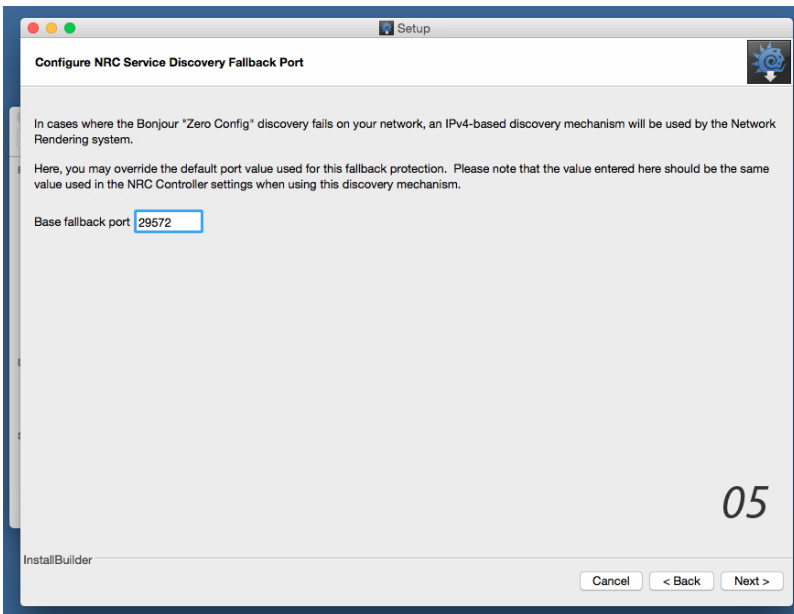 Setup
Configure NRC Service Discovery Fallback Port
In cases where the Bonjour "Zero Config" discovery fails on your network, an IPv4-based discovery mechanism will be used by the Network
Rendering system.
Here, you may override the default port value used for this fallback protection.  Please note that the value entered here should be the same
value used in the NRC Controller settings when using this discovery mechanism.
Base fallback port 29572
05
InstallBuilder
Cancel < Back Next >